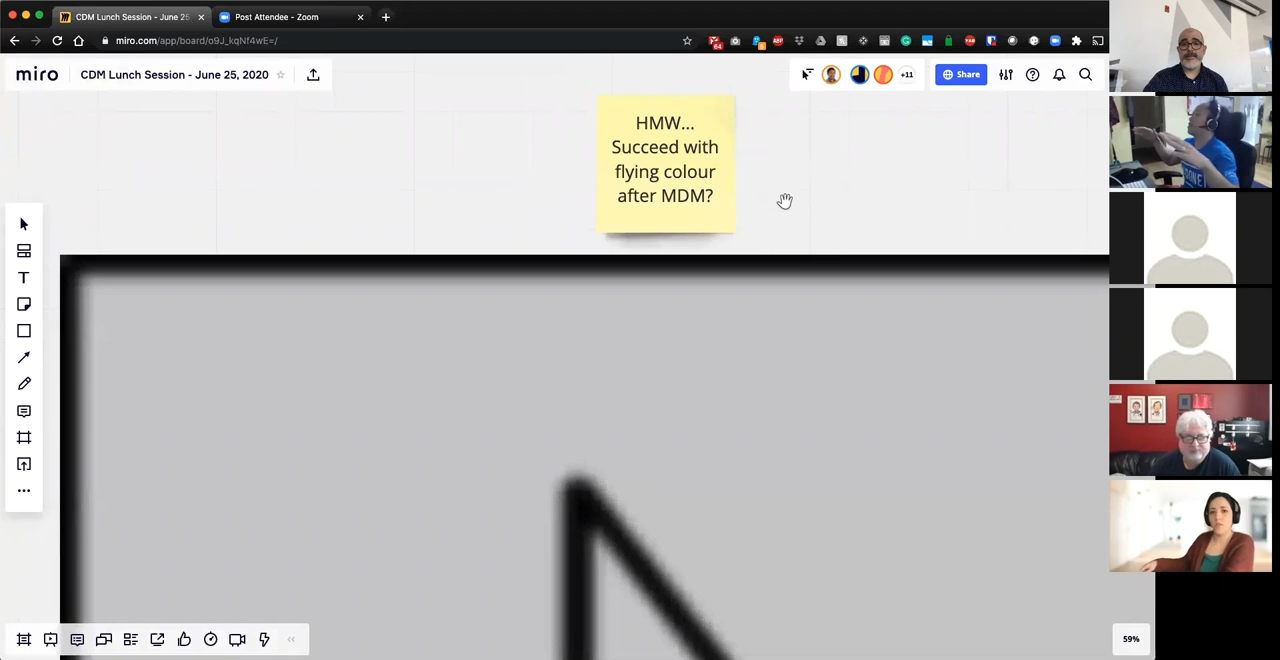 CDM Lunch Session - June 25
Post Attendee - Zoom
miro.com/app/board/o9J_kqNf4wE=/
miro
CDM Lunch Session - June 25, 2020
+11
Share
HMW...
Succeed with
flying colour
after MDM?
59%